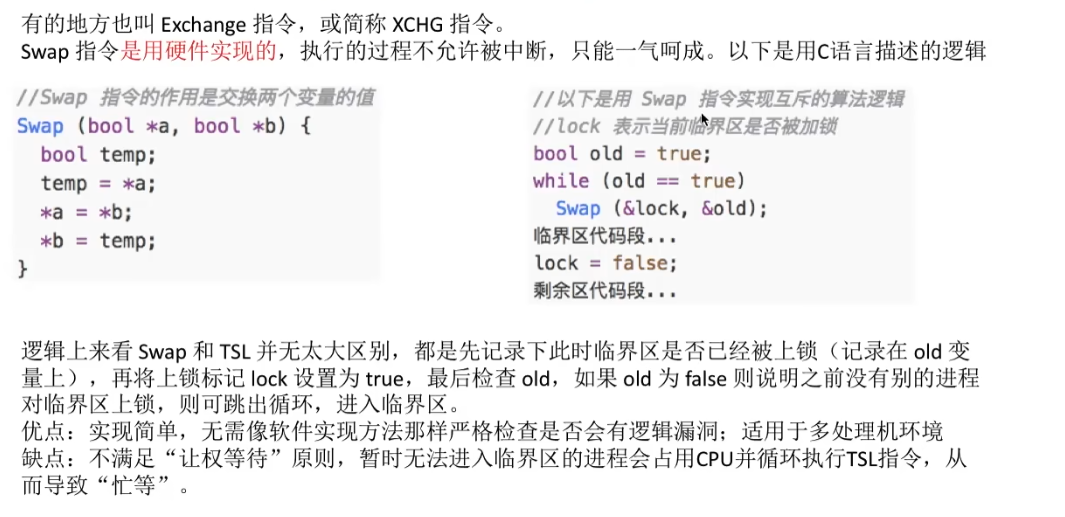 有的地方也叫 Exchange 指令，或简称 XCHG 指令。
Swap 指令是用硬件实现的，执行的过程不允许被中断，只能一气呵成。以下是用C语言描述的逻辑
//Swap 指令的作用是交换两个变量的值
Swap (bool *a, bool *b) {
bool temp;
temp = *a;
*a = *b;
*b = temp;
}
//以下是用 Swap 指令实现互斥的算法逻辑
//lock 表示当前临界区是否被加锁
bool old = true;
while (old == true)
Swap (&lock, &old);
临界区代码段...
lock = false;
剩余区代码段...
逻辑上来看 Swap 和 TSL 并无太大区别，都是先记录下此时临界区是否已经被上锁（记录在 old 变
量上），再将上锁标记 lock 设置为 true，最后检查 old，如果 old 为 false 则说明之前没有别的进程
对临界区上锁，则可跳出循环，进入临界区。
优点：实现简单，无需像软件实现方法那样严格检查是否会有逻辑漏洞；适用于多处理机环境
缺点：不满足“让权等待”原则，暂时无法进入临界区的进程会占用CPU并循环执行TSL指令，从
而导致“忙等”。